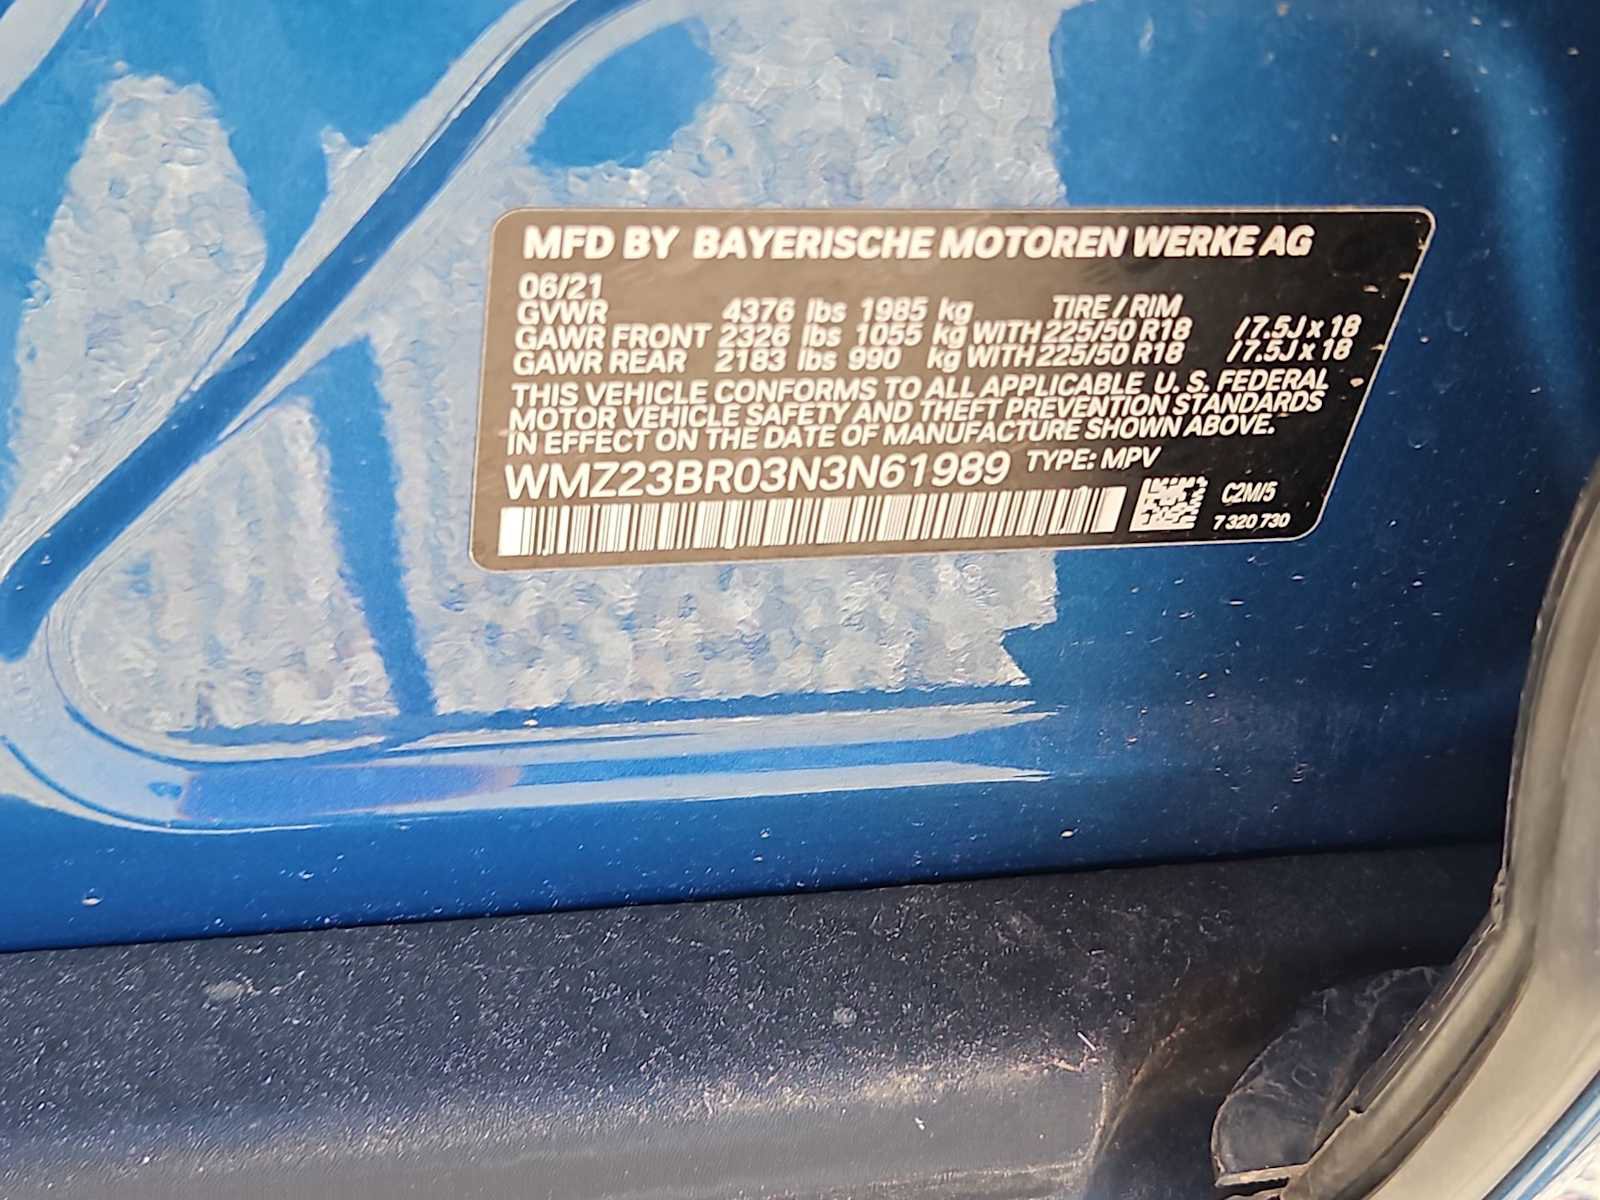 MFD BY BAYERISCHE MOTOREN WERKE AG
06/21
GVWR 4376 lbs 1985 kg TIRE / RIM
GAWR FRONT 2326 lbs 1055 kg WITH 225/50 R18 / 7.5J x 18
GAWR REAR 2183 lbs 990 kg WITH 225/50 R18 / 7.5J x 18
THIS VEHICLE CONFORMS TO ALL APPLICABLE U. S. FEDERAL
MOTOR VEHICLE SAFETY AND THEFT PREVENTION STANDARDS
IN EFFECT ON THE DATE OF MANUFACTURE SHOWN ABOVE.
WMZ23BR03N3N61989 TYPE: MPV
C2M/5
7 320 730